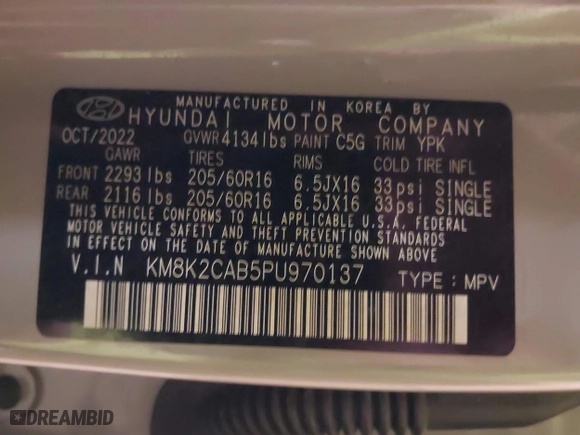 MANUFACTURED IN KOREA BY
HYUNDAI MOTOR COMPANY
OCT/2022 GVWR 4134 lbs PAINT C5G TRIM YPK
GAWR TIRES RIMS COLD TIRE INFL
FRONT 2293 lbs 205/60R16 6.5JX16 33 psi SINGLE
REAR 2116 lbs 205/60R16 6.5JX16 33 psi SINGLE
THIS VEHICLE CONFORMS TO ALL APPLICABLE U.S.A. FEDERAL
MOTOR VEHICLE SAFETY AND THEFT PREVENTION STANDARDS
IN EFFECT ON THE DATE OF MANUFACTURE SHOWN ABOVE
V.I.N KM8K2CAB5PU970137 TYPE: MPV
DREAMBID